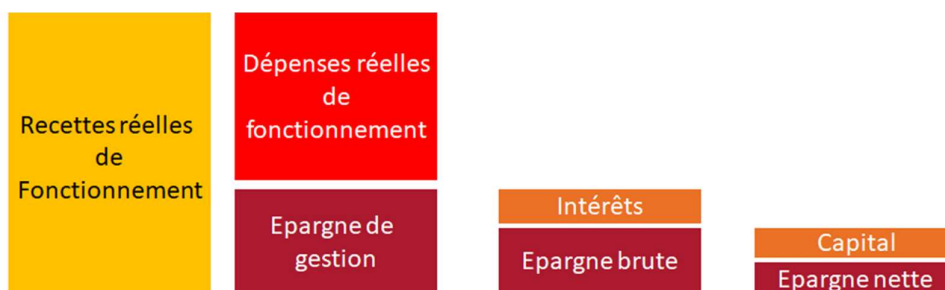 Recettes réelles
de
Fonctionnement
Dépenses réelles
de
fonctionnement
Epargne de
gestion
Intérêts
Epargne brute
Capital
Epargne nette